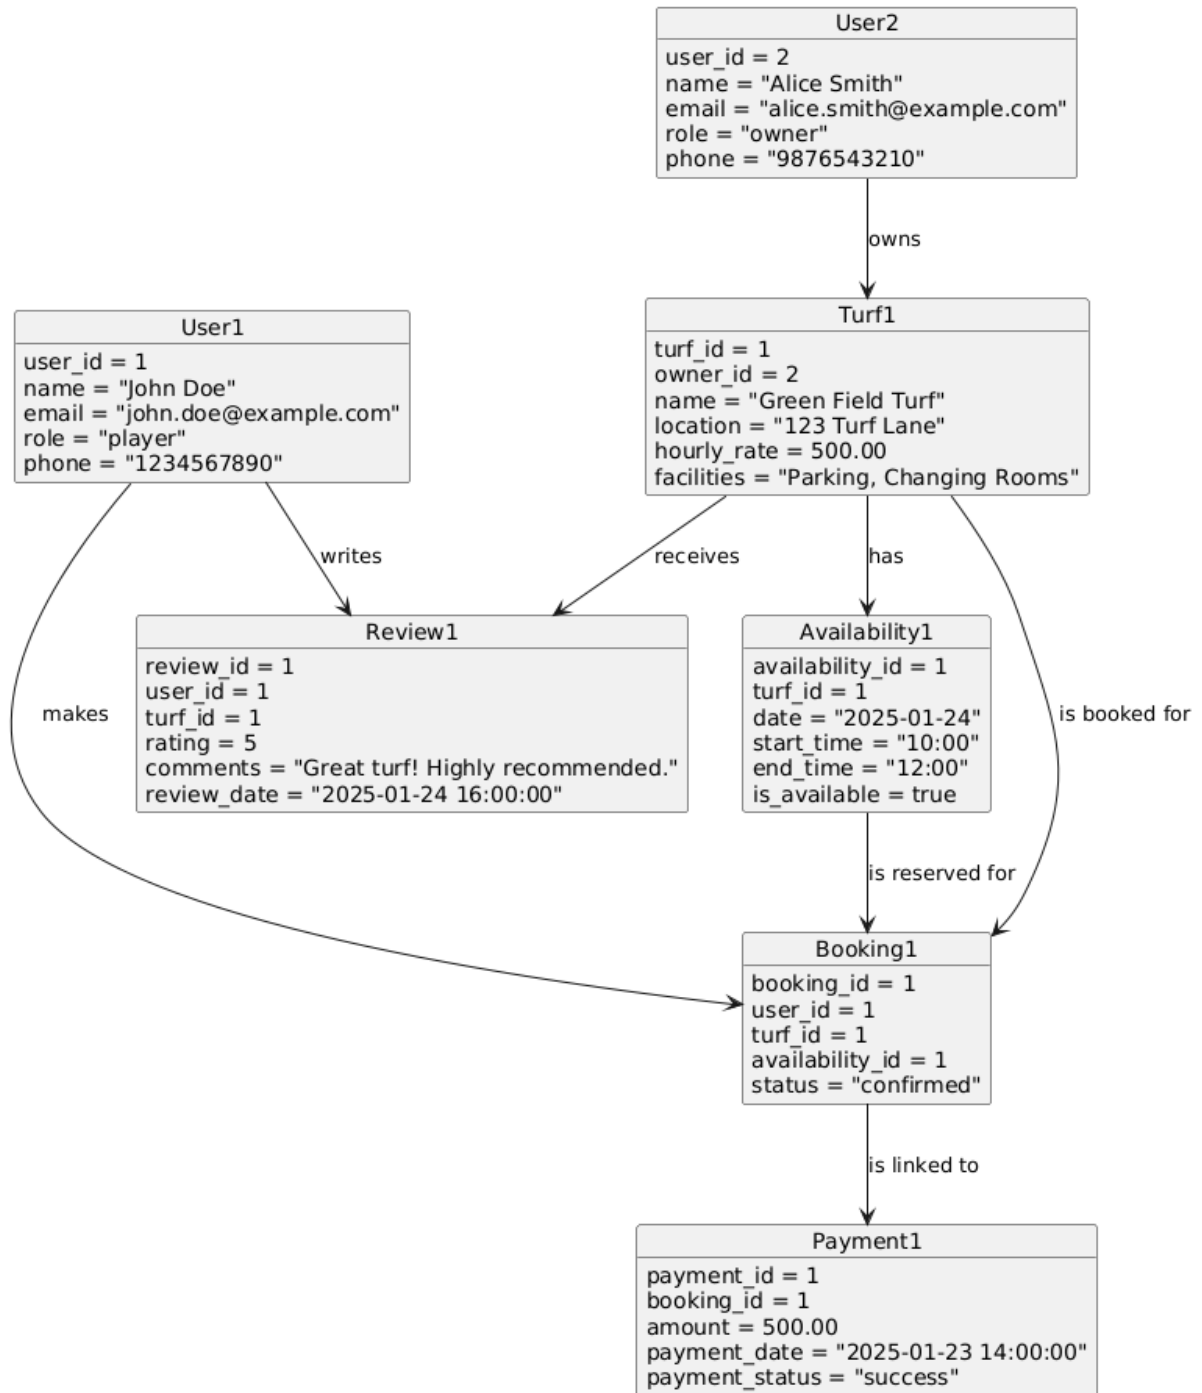 User2
user_id = 2
name = "Alice Smith"
email = "alice.smith@example.com"
role = "owner"
phone = "9876543210"
owns
User1
user_id = 1
name = "John Doe"
email = "john.doe@example.com"
role = "player"
phone = "1234567890"
Turf1
turf_id = 1
owner_id = 2
name = "Green Field Turf"
location = "123 Turf Lane"
hourly_rate = 500.00
facilities = "Parking, Changing Rooms"
writes
receives
has
makes
is booked for
Review1
review_id = 1
user_id = 1
turf_id = 1
rating = 5
comments = "Great turf! Highly recommended."
review_date = "2025-01-24 16:00:00"
Availability1
availability_id = 1
turf_id = 1
date = "2025-01-24"
start_time = "10:00"
end_time = "12:00"
is_available = true
is reserved for
Booking1
booking_id = 1
user_id = 1
turf_id = 1
availability_id = 1
status = "confirmed"
is linked to
Payment1
payment_id = 1
booking_id = 1
amount = 500.00
payment_date = "2025-01-23 14:00:00"
payment_status = "success"